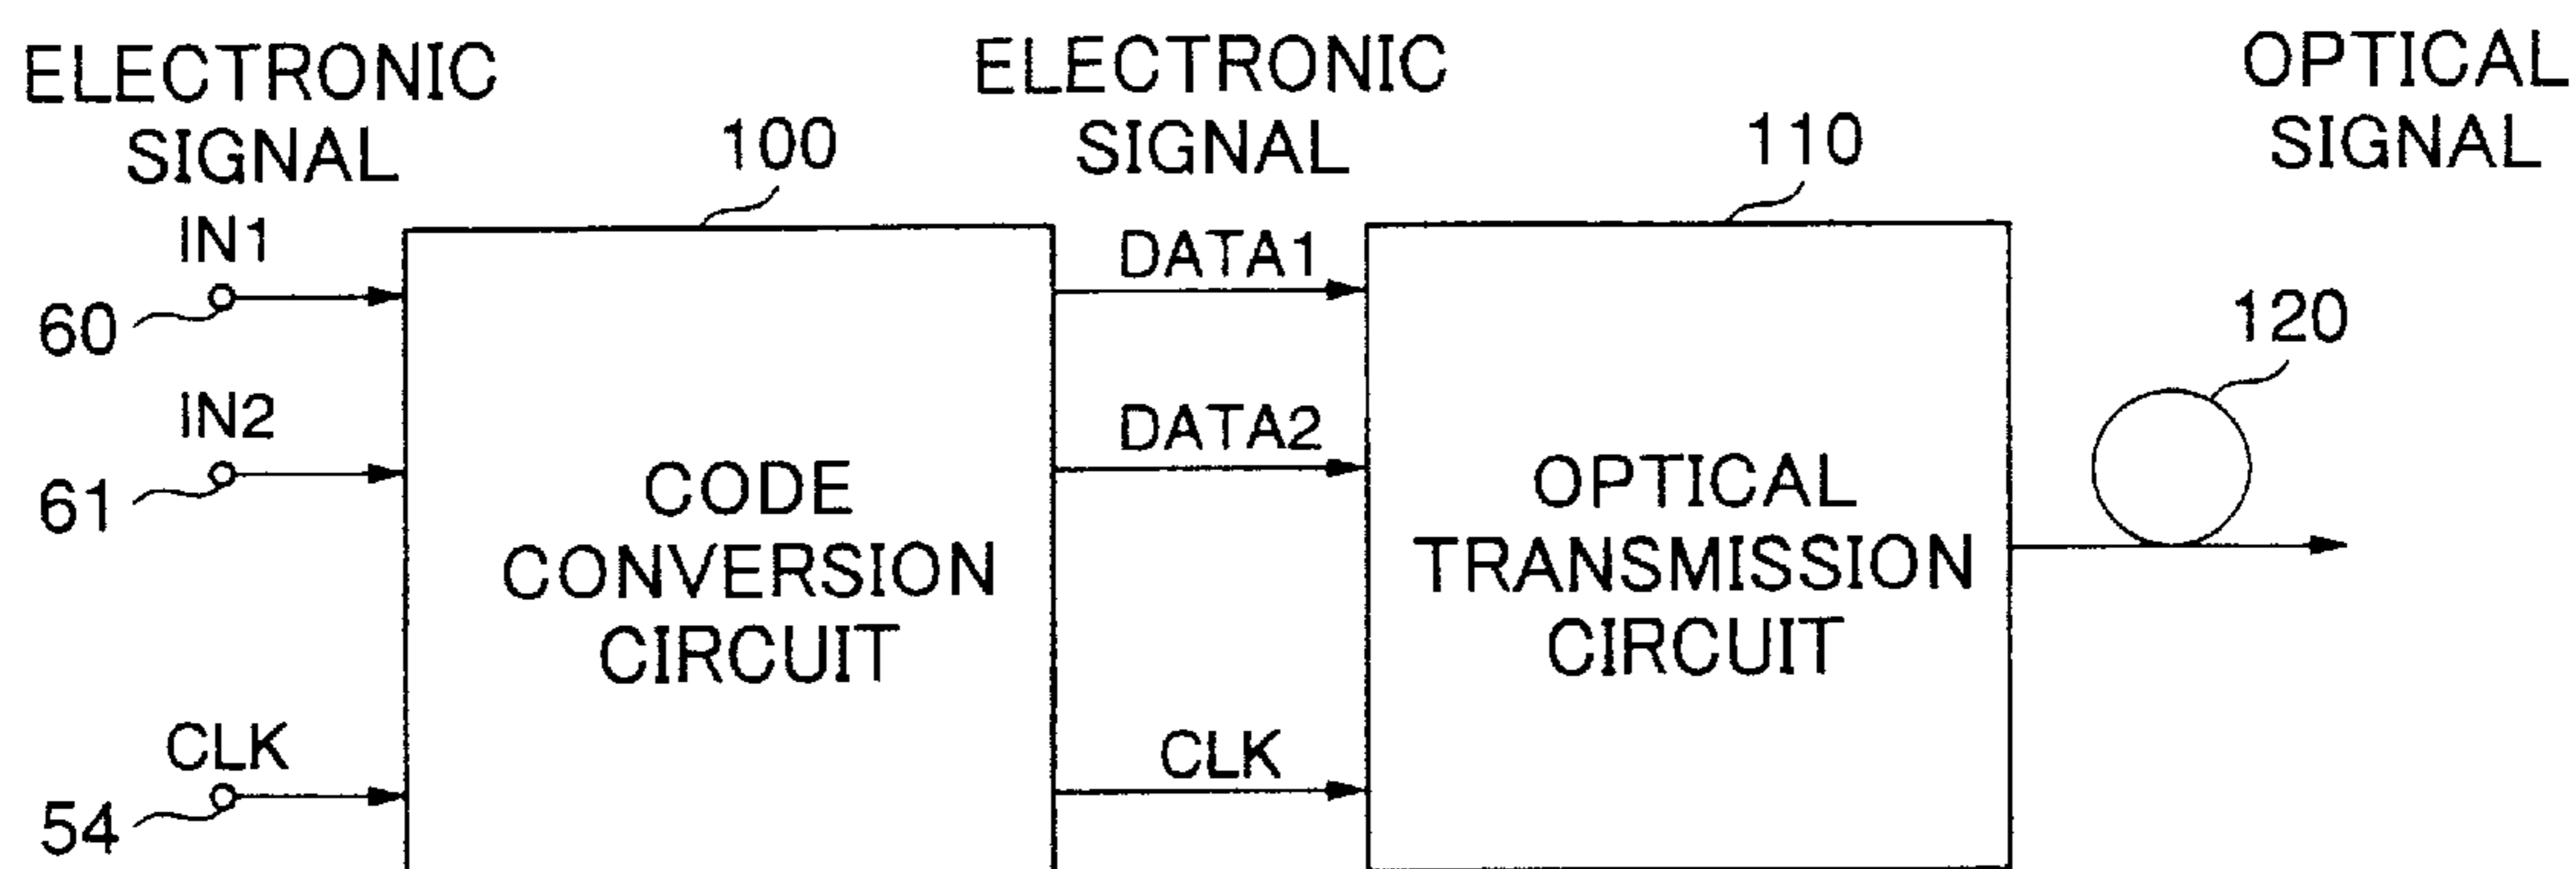 ELECTRONIC
SIGNAL
ELECTRONIC
SIGNAL
OPTICAL
SIGNAL
100
110
IN1
60
DATA1
120
IN2
61
DATA2
CODE
CONVERSION
CIRCUIT
OPTICAL
TRANSMISSION
CIRCUIT
CLK
54
CLK